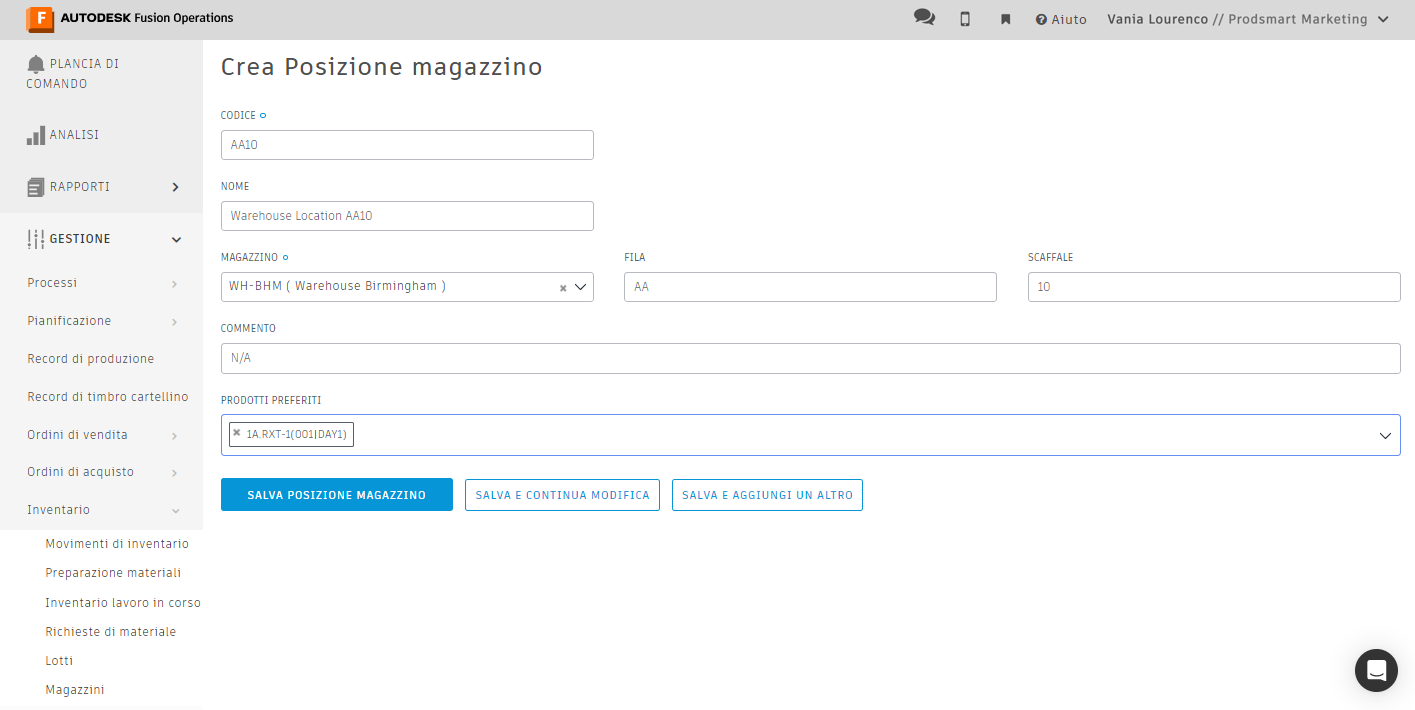 F AUTODESK Fusion Operations
Aiuto
Vania Lourenco // Prodsmart Marketing
PLANCIA DI
COMANDO
ANALISI
RAPPORTI
GESTIONE
Processi
Pianificazione
Record di produzione
Record di timbro cartellino
Ordini di vendita
Ordini di acquisto
Inventario
Movimenti di inventario
Preparazione materiali
Inventario lavoro in corso
Richieste di materiale
Lotti
Magazzini
Crea Posizione magazzino
CODICE
AA10
NOME
Warehouse Location AA10
MAGAZZINO
WH-BHM ( Warehouse Birmingham )
FILA
AA
SCAFFALE
10
COMMENTO
N/A
PRODOTTI PREFERITI
1A.RXT-1(001|DAY1)
SALVA POSIZIONE MAGAZZINO
SALVA E CONTINUA MODIFICA
SALVA E AGGIUNGI UN ALTRO